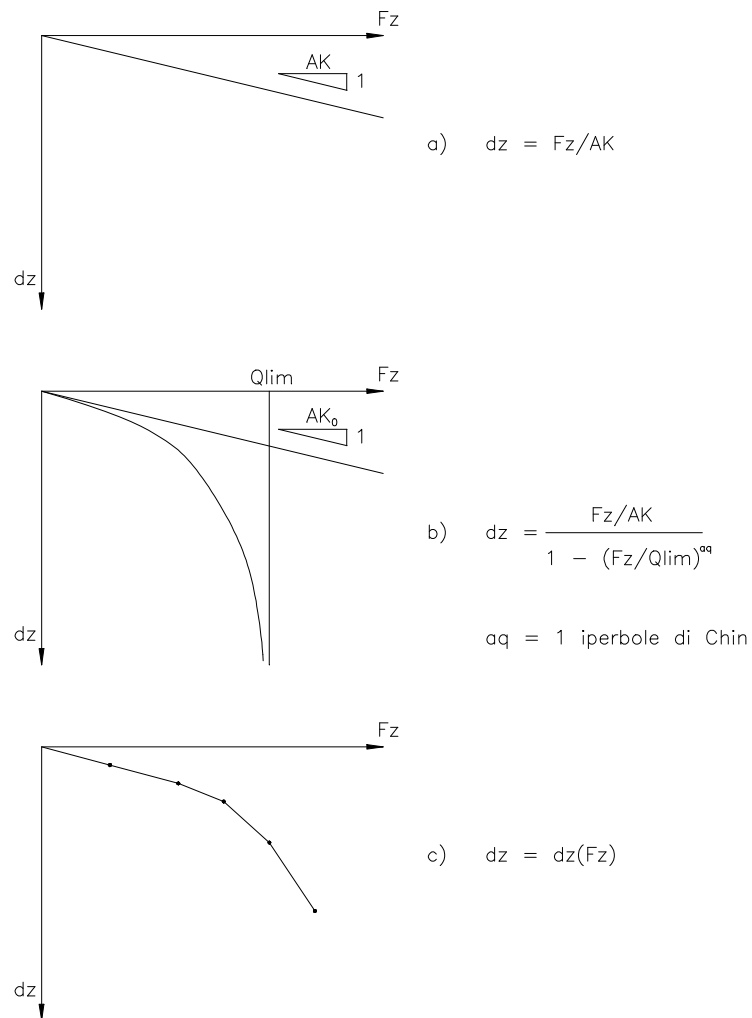 Fz
AK
1
a) dz = Fz/AK
dz
Qlim Fz
AK₀
1
b) dz = Fz/AK
1 − (Fz/Qlim)^aq
dz
aq = 1 iperbole di Chin
Fz
c) dz = dz(Fz)
dz